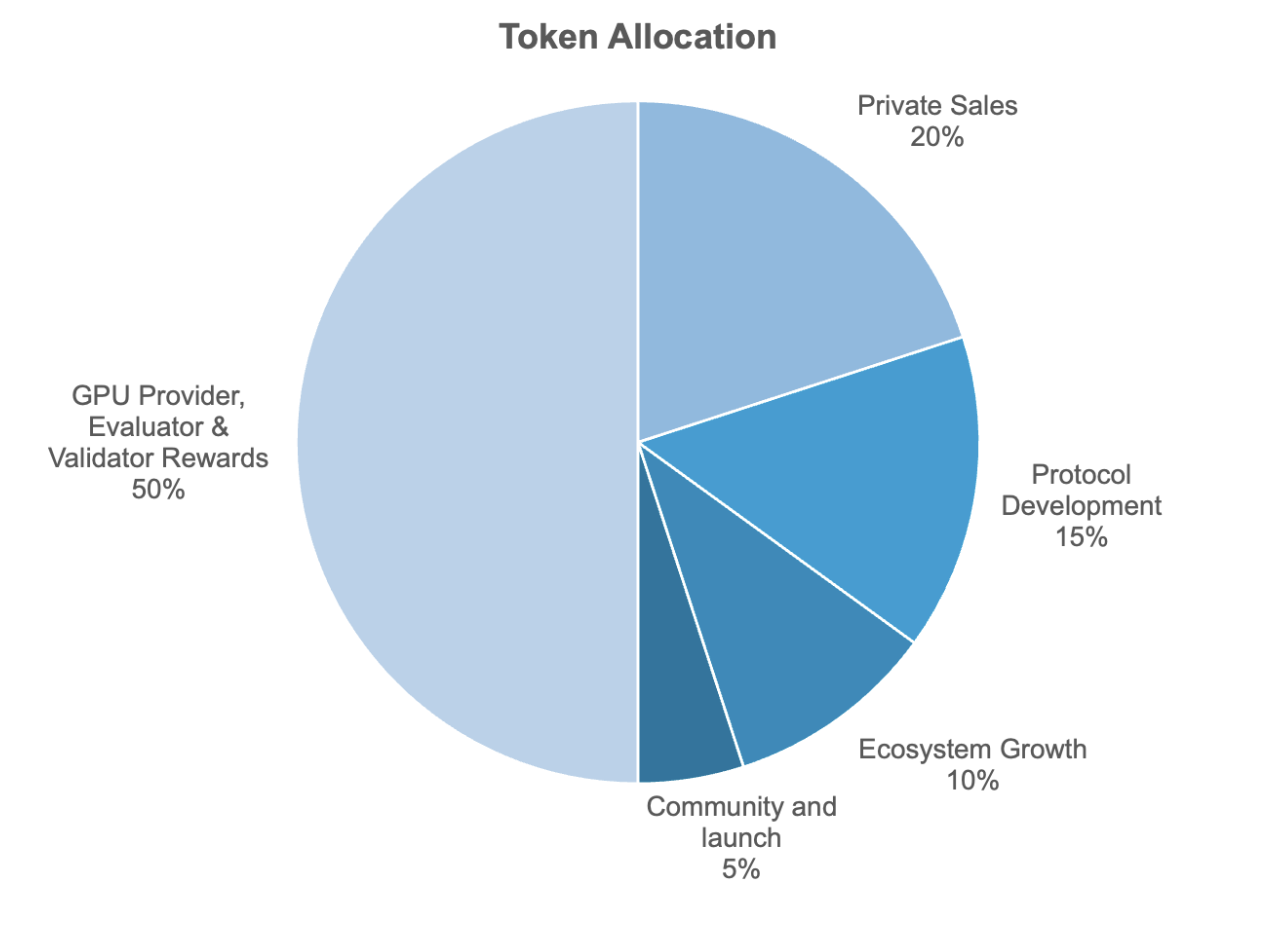 Token Allocation
Private Sales
20%
Protocol
Development
15%
Ecosystem Growth
10%
Community and
launch
5%
GPU Provider,
Evaluator &
Validator Rewards
50%